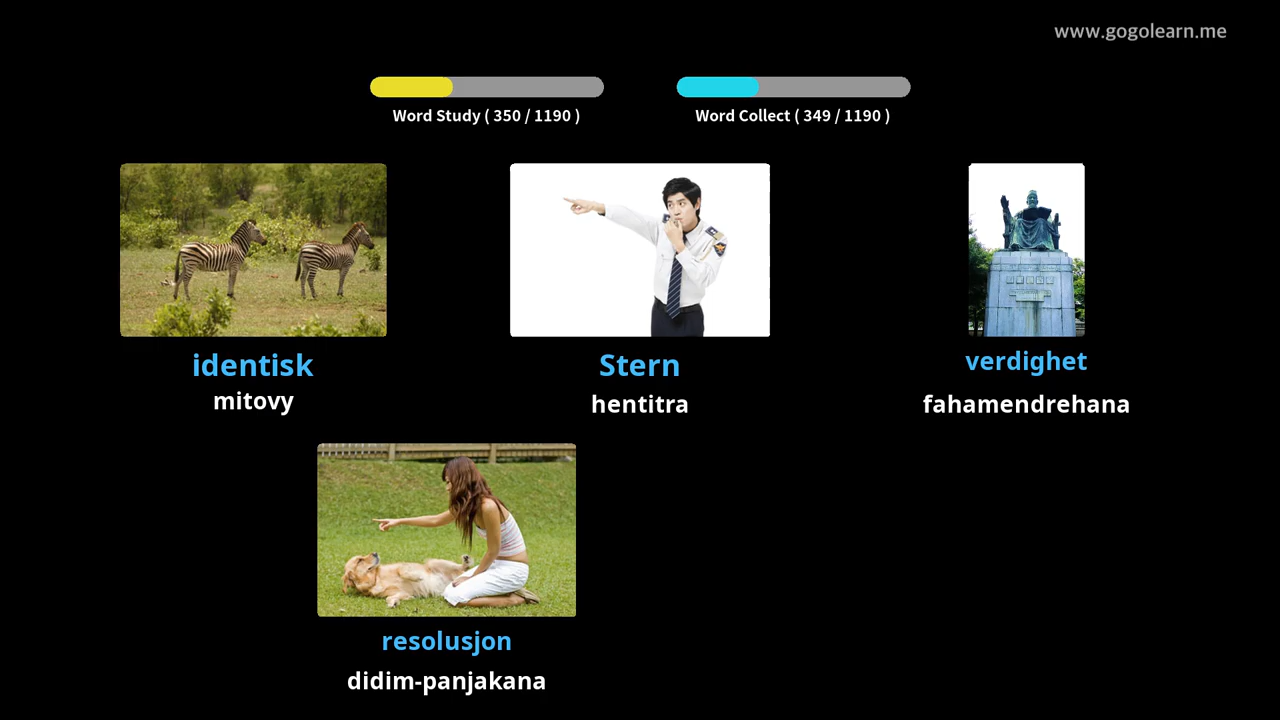 www.gogolearn.me
Word Study ( 350 / 1190 )
Word Collect ( 349 / 1190 )
identisk
mitovy
Stern
hentitra
verdighet
fahamendrehana
resolusjon
didim-panjakana